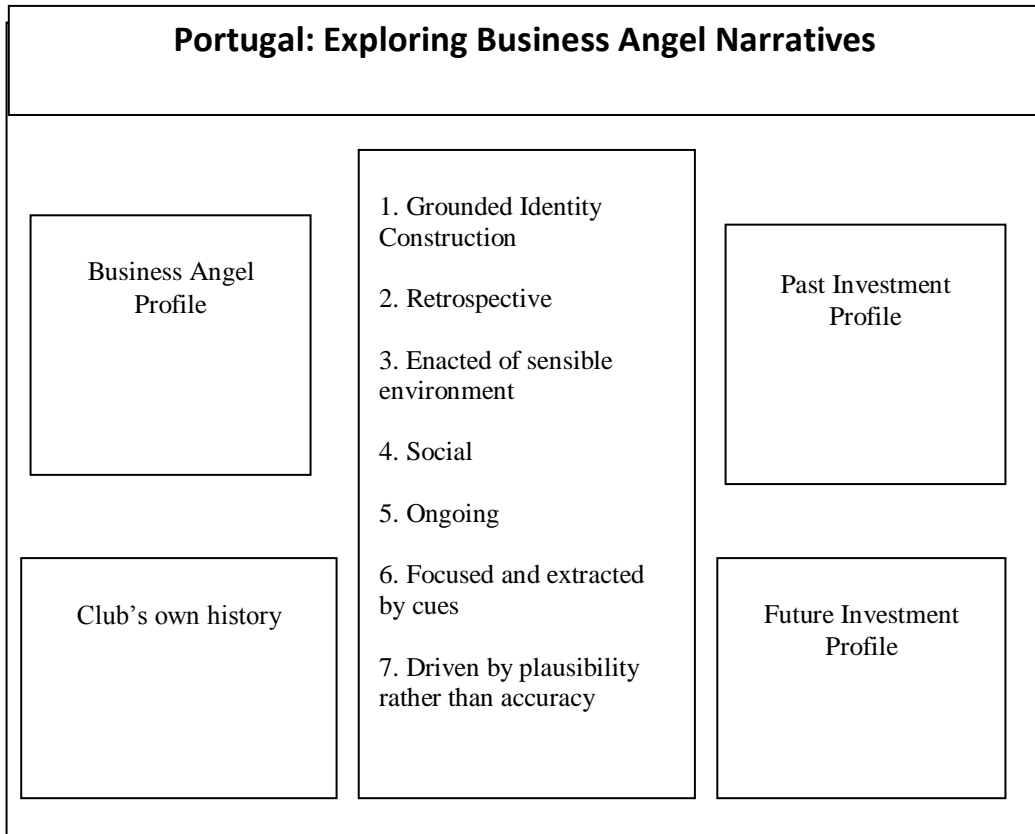 Portugal: Exploring Business Angel Narratives
Business Angel
Profile
Club’s own history
1. Grounded Identity
Construction
2. Retrospective
3. Enacted of sensible
environment
4. Social
5. Ongoing
6. Focused and extracted
by cues
7. Driven by plausibility
rather than accuracy
Past Investment
Profile
Future Investment
Profile